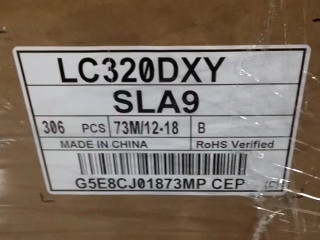 LC320DXY
SLA9
306 PCS 73M/12-18 B
MADE IN CHINA RoHS Verified
G5E8CJ01873MP CEP